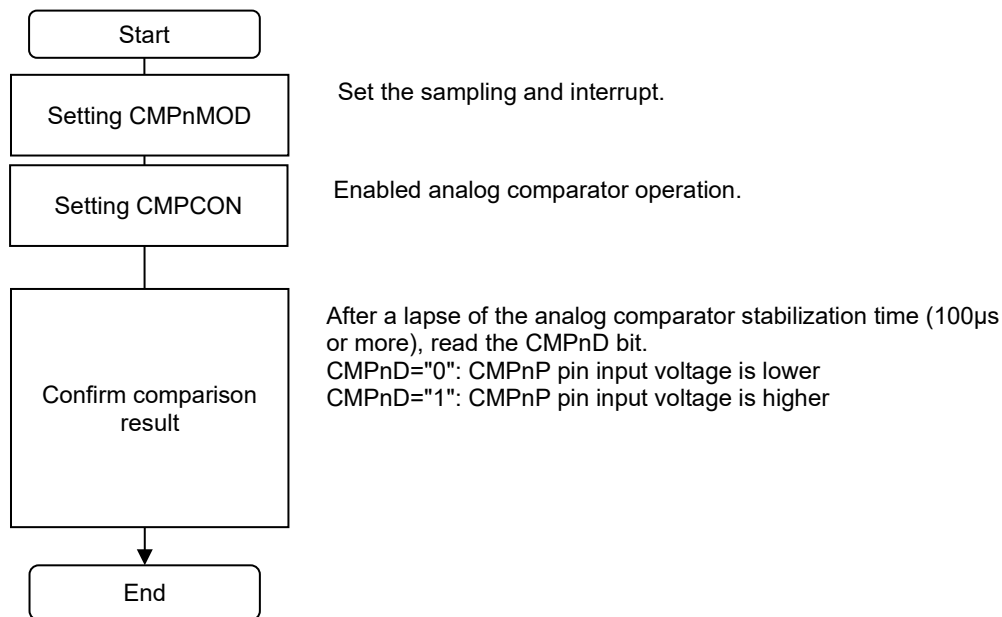 Start
Setting CMPnMOD
Set the sampling and interrupt.
Setting CMPCON
Enabled analog comparator operation.
Confirm comparison
result
After a lapse of the analog comparator stabilization time (100μs
or more), read the CMPnD bit.
CMPnD="0": CMPnP pin input voltage is lower
CMPnD="1": CMPnP pin input voltage is higher
End